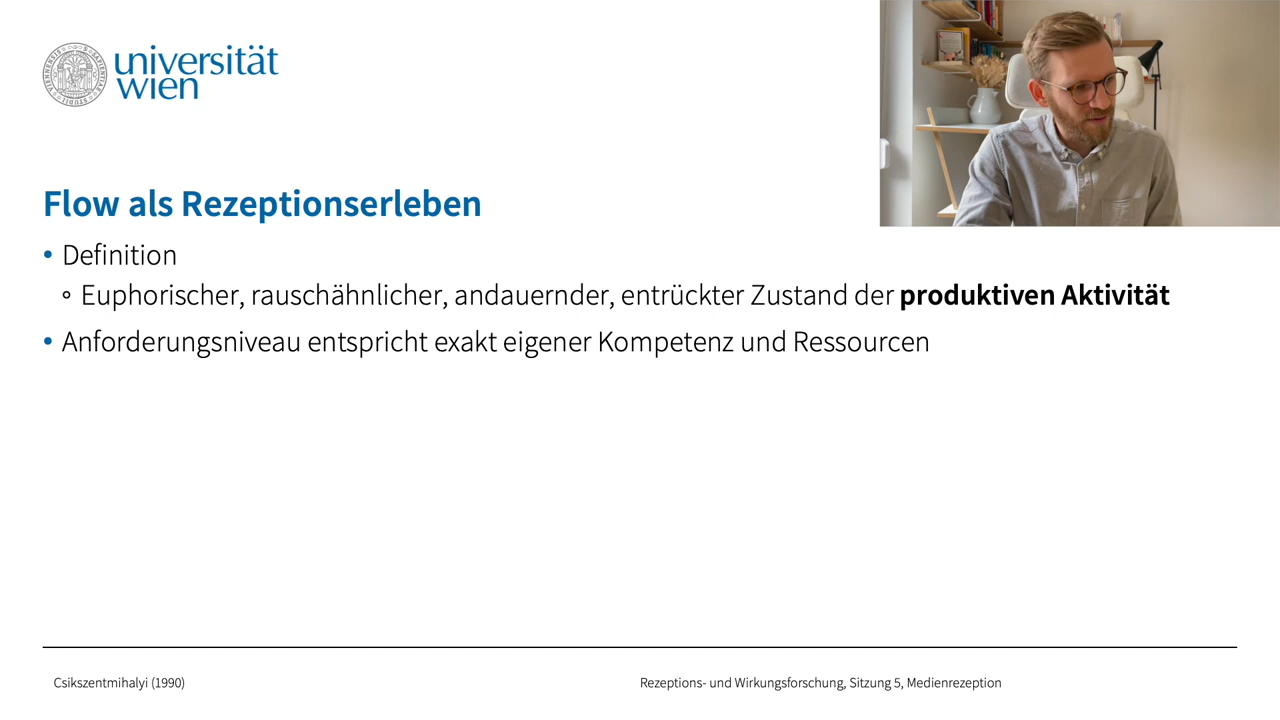 universität
wien
Flow als Rezeptionserleben
• Definition
◦ Euphorischer, rauschähnlicher, andauernder, entrückter Zustand der produktiven Aktivität
• Anforderungsniveau entspricht exakt eigener Kompetenz und Ressourcen
Csikszentmihalyi (1990)
Rezeptions- und Wirkungsforschung, Sitzung 5, Medienrezeption